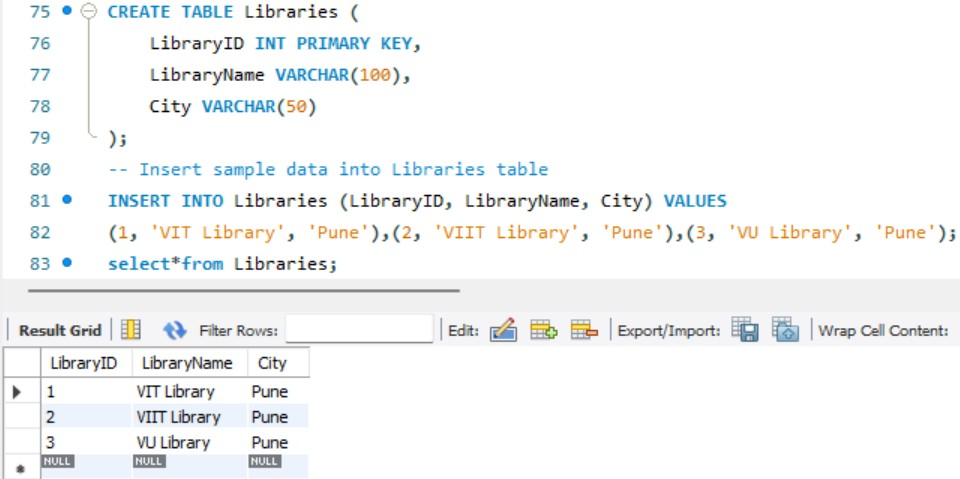 75 CREATE TABLE Libraries (
76 LibraryID INT PRIMARY KEY,
77 LibraryName VARCHAR(100),
78 City VARCHAR(50)
79 );
80 -- Insert sample data into Libraries table
81 INSERT INTO Libraries (LibraryID, LibraryName, City) VALUES
82 (1, 'VIT Library', 'Pune'),(2, 'VIIT Library', 'Pune'),(3, 'VU Library', 'Pune');
83 select*from Libraries;
Result Grid Filter Rows: Edit: Export/Import: Wrap Cell Content:
LibraryID LibraryName City
1 VIT Library Pune
2 VIIT Library Pune
3 VU Library Pune
NULL NULL NULL